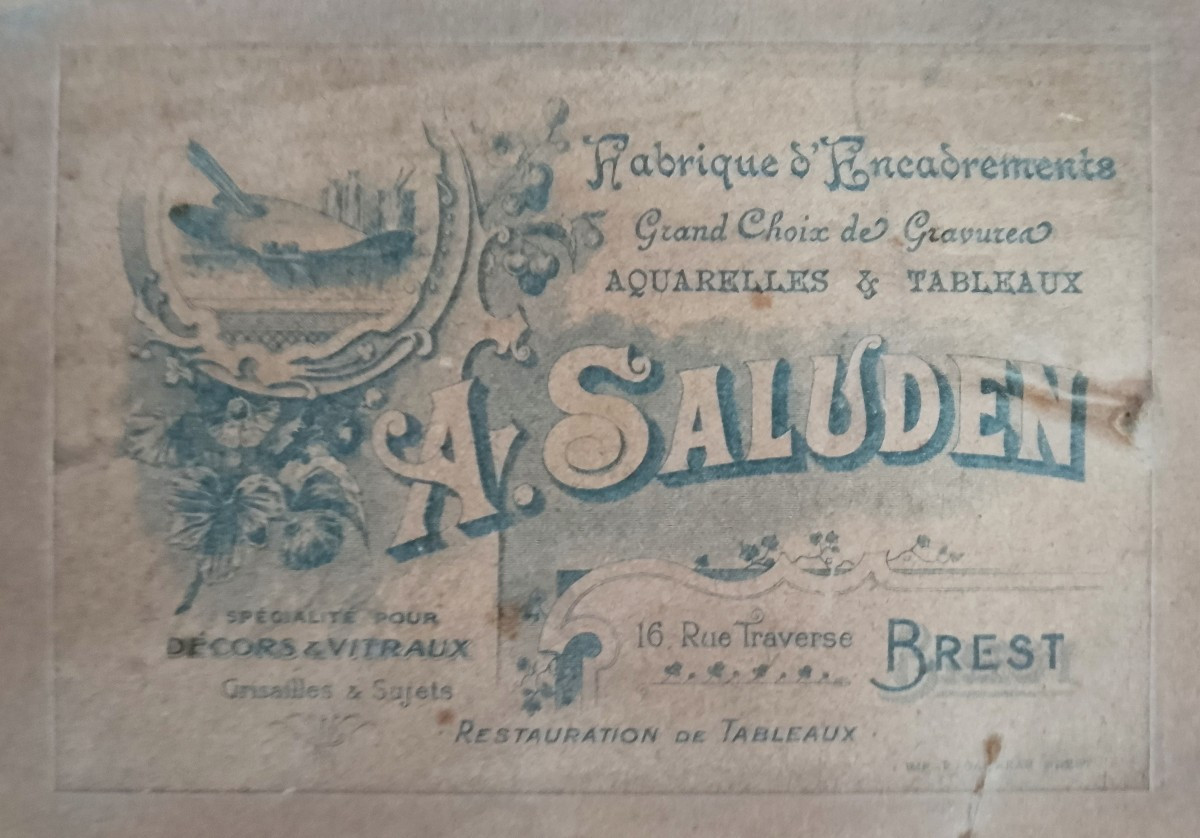 Fabrique d'Encadrements
Grand Choix de Gravures
AQUARELLES & TABLEAUX
A. SALUDEN
SPÉCIALITÉ POUR
DÉCORS & VITRAUX
Grisailles & Sujets
16, Rue Traverse BREST
RESTAURATION DE TABLEAUX
IMP.